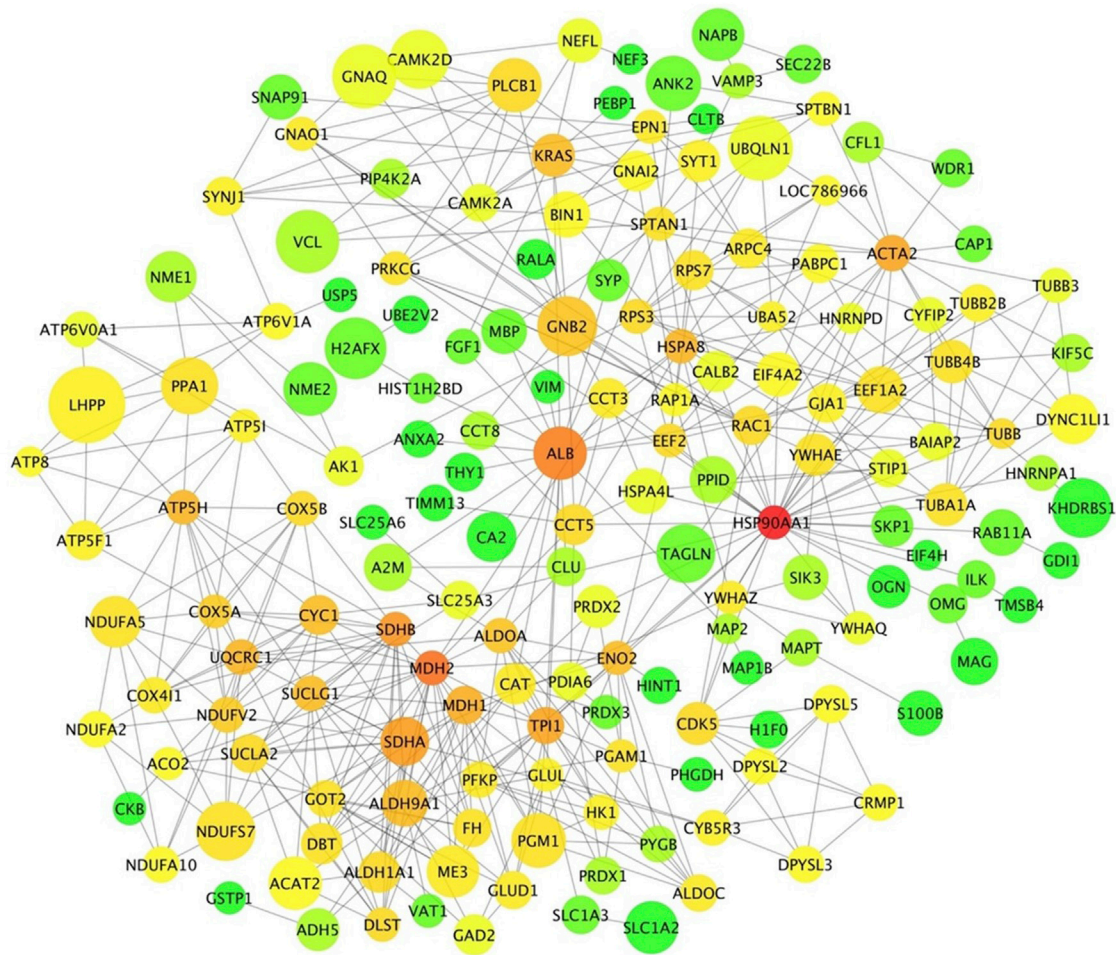 NAPB
NEFL
CAMK2D
NEF3
SEC22B
GNAQ
VAMP3
ANK2
PLCB1
SNAP91
PEBP1
SPTBN1
CLTB
EPN1
GNAO1
CFL1
UBQLN1
KRAS
SYT1
WDR1
GNAI2
PIP4K2A
LOC786966
SYNJ1
CAMK2A
BIN1
SPTAN1
VCL
CAP1
ARPC4
ACTA2
RALA
PABPC1
PRKCG
RPS7
NME1
SYP
TUBB3
USP5
TUBB2B
UBE2V2
RPS3
UBA52
HNRNPD
CYFIP2
ATP6V0A1
ATP6V1A
GNB2
MBP
H2AFX
FGF1
HSPA8
KIF5C
TUBB4B
CALB2
EIF4A2
PPA1
NME2
HIST1H2BD
VIM
EEF1A2
LHPP
CCT3
RAP1A
GJA1
DYNC1LI1
ATP5I
CCT8
RAC1
ANXA2
TUBB
EEF2
BAIAP2
ALB
YWHAE
ATP8
AK1
THY1
STIP1
HNRNPA1
PPID
HSPA4L
TIMM13
TUBA1A
ATP5H
COX5B
SLC25A6
CCT5
HSP90AA1
SKP1
KHDRBS1
RAB11A
CA2
ATP5F1
TAGLN
EIF4H
GDI1
A2M
CLU
SIK3
ILK
OGN
YWHAZ
SLC25A3
PRDX2
OMG
TMSB4
COX5A
CYC1
NDUFA5
SDHB
ALDOA
MAP2
YWHAQ
MAPT
UQCRC1
ENO2
MDH2
MAP1B
MAG
CAT
PDIA6
SUCLG1
HINT1
COX4I1
MDH1
DPYSL5
PRDX3
S100B
NDUFV2
NDUFA2
TPI1
CDK5
H1F0
SDHA
SUCLA2
PGAM1
ACO2
DPYSL2
PFKP
GLUL
PHGDH
GOT2
ALDH9A1
CRMP1
CKB
HK1
FH
CYB5R3
NDUFS7
DBT
PGM1
PYGB
NDUFA10
ALDH1A1
ME3
DPYSL3
PRDX1
ACAT2
GLUD1
ALDOC
GSTP1
VAT1
SLC1A3
DLST
ADH5
GAD2
SLC1A2